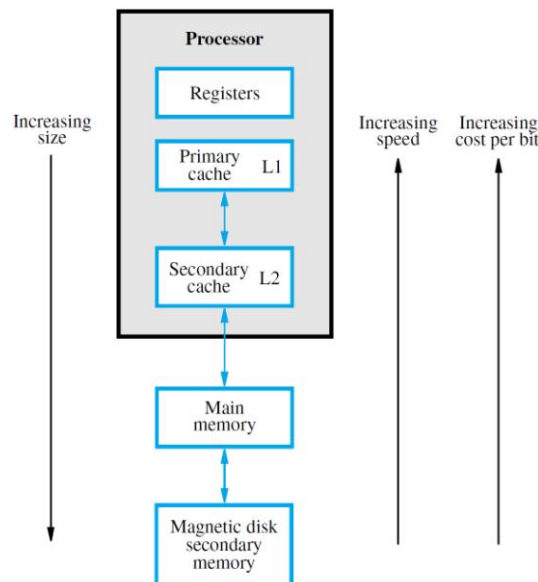 Processor
Registers
Increasing
size
Increasing
speed
Increasing
cost per bit
Primary
cache L1
Secondary
cache L2
Main
memory
Magnetic disk
secondary
memory